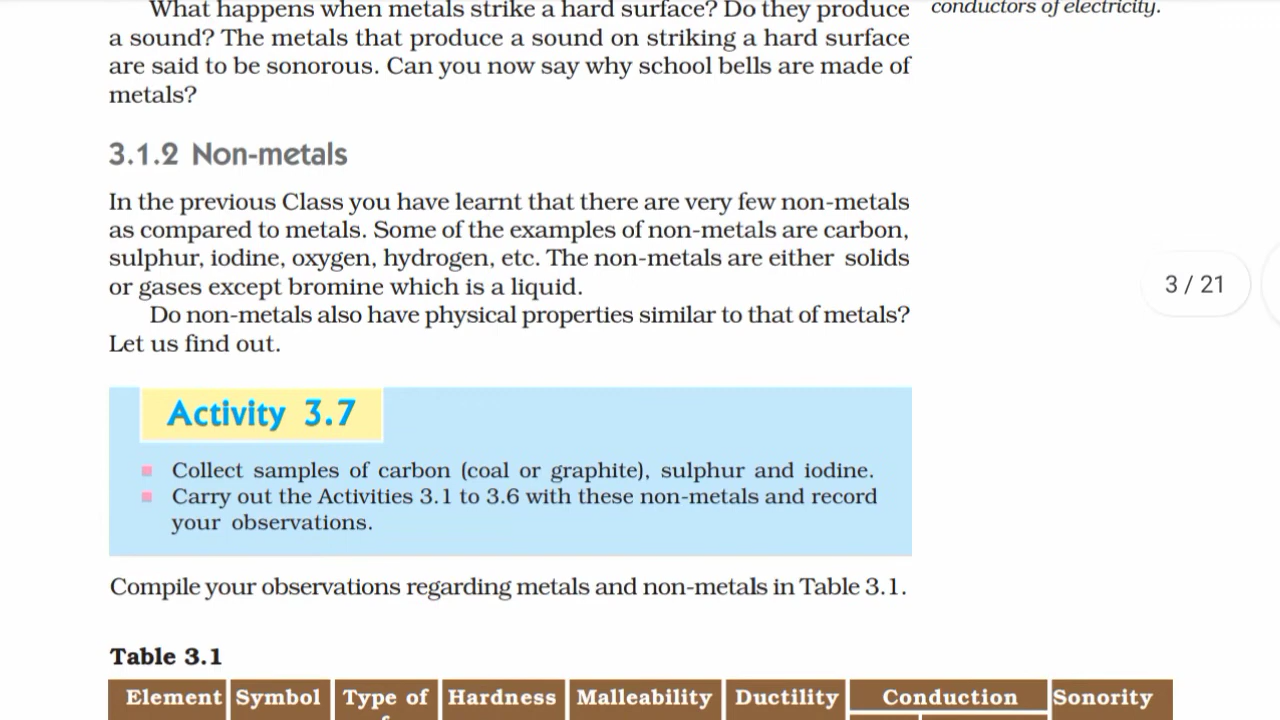 What happens when metals strike a hard surface? Do they produce
conductors of electricity.
a sound? The metals that produce a sound on striking a hard surface
are said to be sonorous. Can you now say why school bells are made of
metals?
3.1.2 Non-metals
In the previous Class you have learnt that there are very few non-metals
as compared to metals. Some of the examples of non-metals are carbon,
sulphur, iodine, oxygen, hydrogen, etc. The non-metals are either solids
or gases except bromine which is a liquid.
3 / 21
Do non-metals also have physical properties similar to that of metals?
Let us find out.
Activity 3.7
Collect samples of carbon (coal or graphite), sulphur and iodine.
Carry out the Activities 3.1 to 3.6 with these non-metals and record
your observations.
Compile your observations regarding metals and non-metals in Table 3.1.
Table 3.1
Element Symbol Type of Hardness Malleability Ductility Conduction Sonority